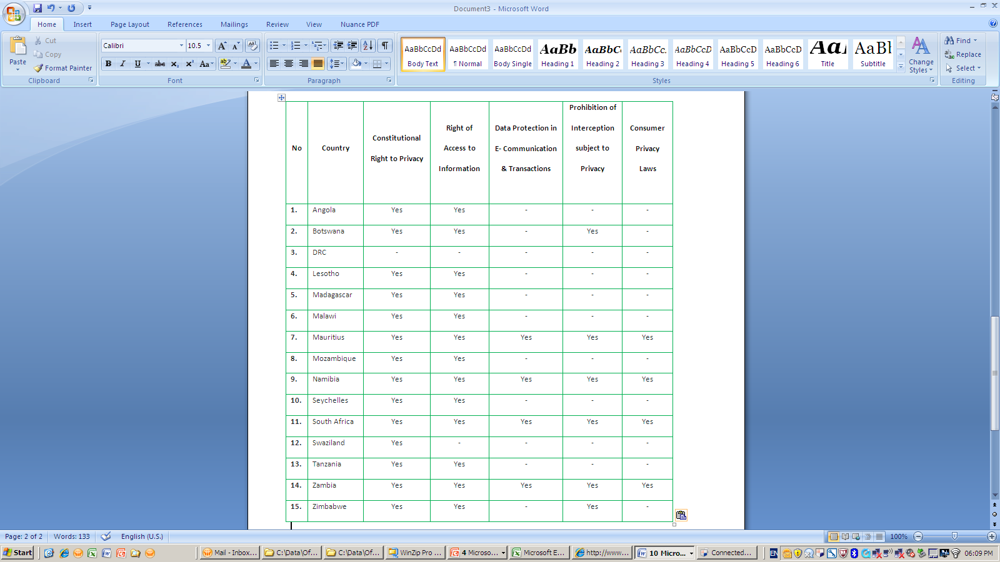 Document3 - Microsoft Word
Home Insert Page Layout References Mailings Review View Nuance PDF
Paste
Cut
Copy
Format Painter
Clipboard
Calibri 10.5
Font
Paragraph
AaBbCcDd AaBbCcDd AaBbCcDd AaBb AaBbC AaBbCc. AaBbCcD AaBbCcD AaBbCcD AaB AaBb
Body Text ¶ Normal Body Single Heading 1 Heading 2 Heading 3 Heading 4 Heading 5 Heading 6 Title Subtitle
Change Styles
Styles
Find
Replace
Select
Editing
No Country Constitutional Right to Privacy Right of Access to Information Data Protection in E- Communication & Transactions Prohibition of Interception subject to Privacy Consumer Privacy Laws
1. Angola Yes Yes - - -
2. Botswana Yes Yes - Yes -
3. DRC - - - - -
4. Lesotho Yes Yes - - -
5. Madagascar Yes Yes - - -
6. Malawi Yes Yes - - -
7. Mauritius Yes Yes Yes Yes Yes
8. Mozambique Yes Yes - - -
9. Namibia Yes Yes Yes Yes Yes
10. Seychelles Yes Yes - - -
11. South Africa Yes Yes Yes Yes Yes
12. Swaziland Yes - - - -
13. Tanzania Yes Yes - - -
14. Zambia Yes Yes Yes Yes Yes
15. Zimbabwe Yes Yes - Yes -
Page: 2 of 2 Words: 133 English (U.S.) 100%
Start Mail - Inbox... C:\Data\Of... C:\Data\Of... WinZip Pro ... 4 Microso... Microsoft E... http://www... 10 Micro... Connected... EN 06:09 PM